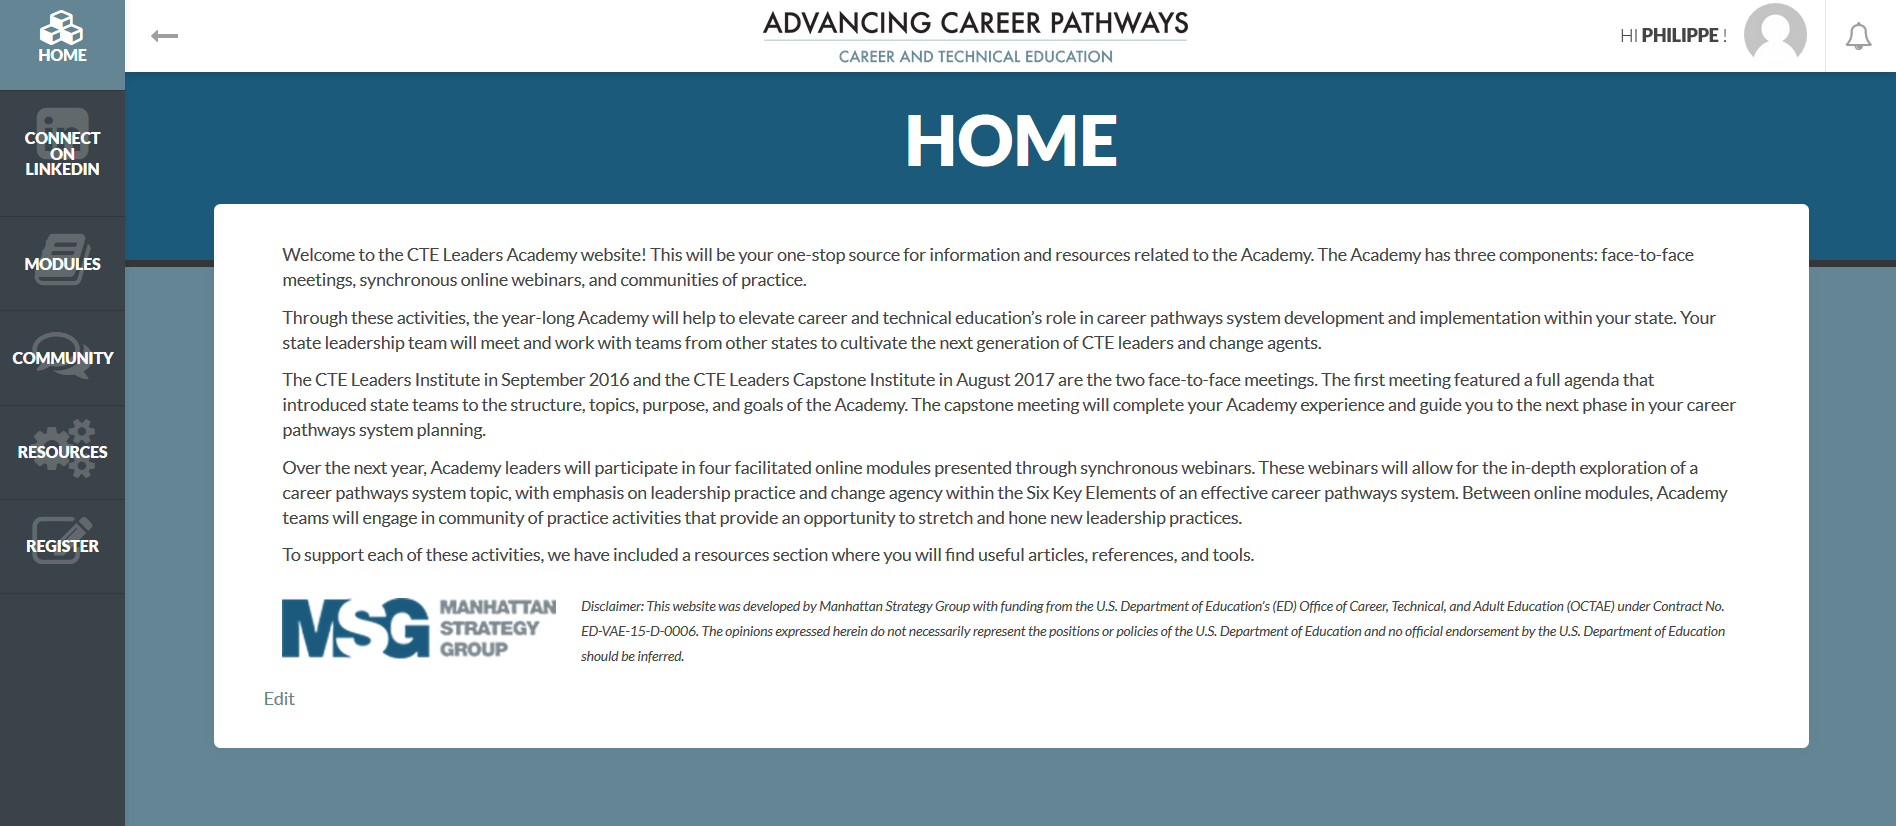 HOME
CONNECT
ON
LINKEDIN
MODULES
COMMUNITY
RESOURCES
REGISTER
ADVANCING CAREER PATHWAYS
CAREER AND TECHNICAL EDUCATION
HI PHILIPPE !
HOME
Welcome to the CTE Leaders Academy website! This will be your one-stop source for information and resources related to the Academy. The Academy has three components: face-to-face
meetings, synchronous online webinars, and communities of practice.
Through these activities, the year-long Academy will help to elevate career and technical education’s role in career pathways system development and implementation within your state. Your
state leadership team will meet and work with teams from other states to cultivate the next generation of CTE leaders and change agents.
The CTE Leaders Institute in September 2016 and the CTE Leaders Capstone Institute in August 2017 are the two face-to-face meetings. The first meeting featured a full agenda that
introduced state teams to the structure, topics, purpose, and goals of the Academy. The capstone meeting will complete your Academy experience and guide you to the next phase in your career
pathways system planning.
Over the next year, Academy leaders will participate in four facilitated online modules presented through synchronous webinars. These webinars will allow for the in-depth exploration of a
career pathways system topic, with emphasis on leadership practice and change agency within the Six Key Elements of an effective career pathways system. Between online modules, Academy
teams will engage in community of practice activities that provide an opportunity to stretch and hone new leadership practices.
To support each of these activities, we have included a resources section where you will find useful articles, references, and tools.
MSG
MANHATTAN
STRATEGY
GROUP
Disclaimer: This website was developed by Manhattan Strategy Group with funding from the U.S. Department of Education's (ED) Office of Career, Technical, and Adult Education (OCTAE) under Contract No.
ED-VAE-15-D-0006. The opinions expressed herein do not necessarily represent the positions or policies of the U.S. Department of Education and no official endorsement by the U.S. Department of Education
should be inferred.
Edit